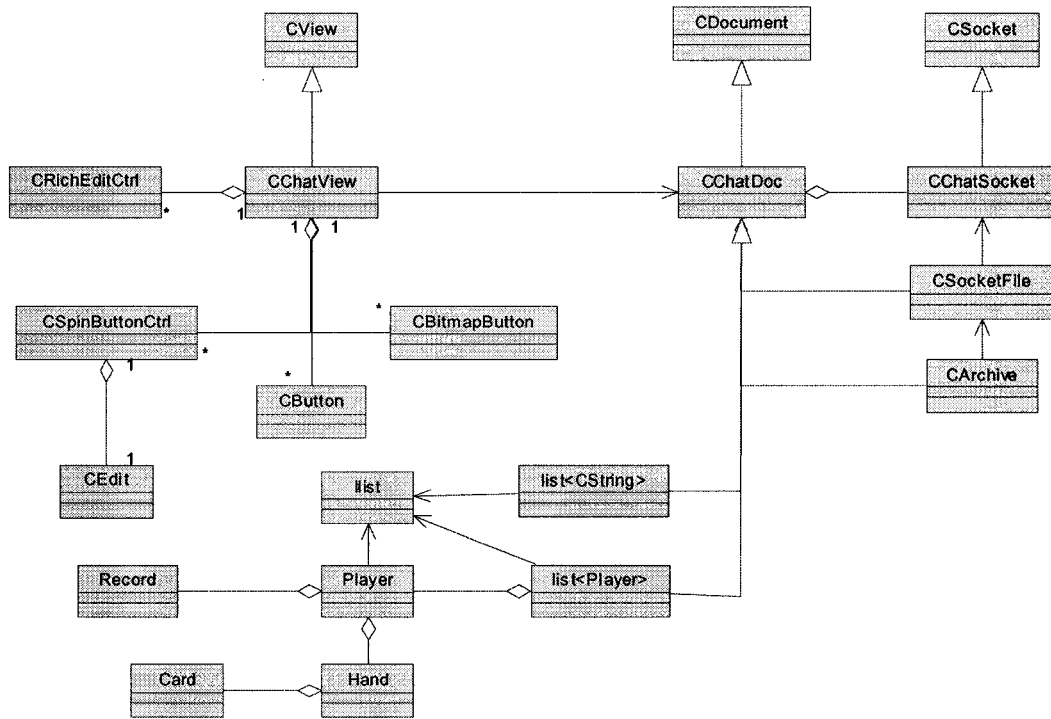 CView
CDocument
CSocket
CRichEditCtrl
*
1
CChatView
1
1
CChatDoc
CChatSocket
CSocketFile
CSpinButtonCtrl
*
1
*
CBitmapButton
*
CButton
CArchive
1
CEdit
llist
list<CString>
Record
Player
list<Player>
Card
Hand